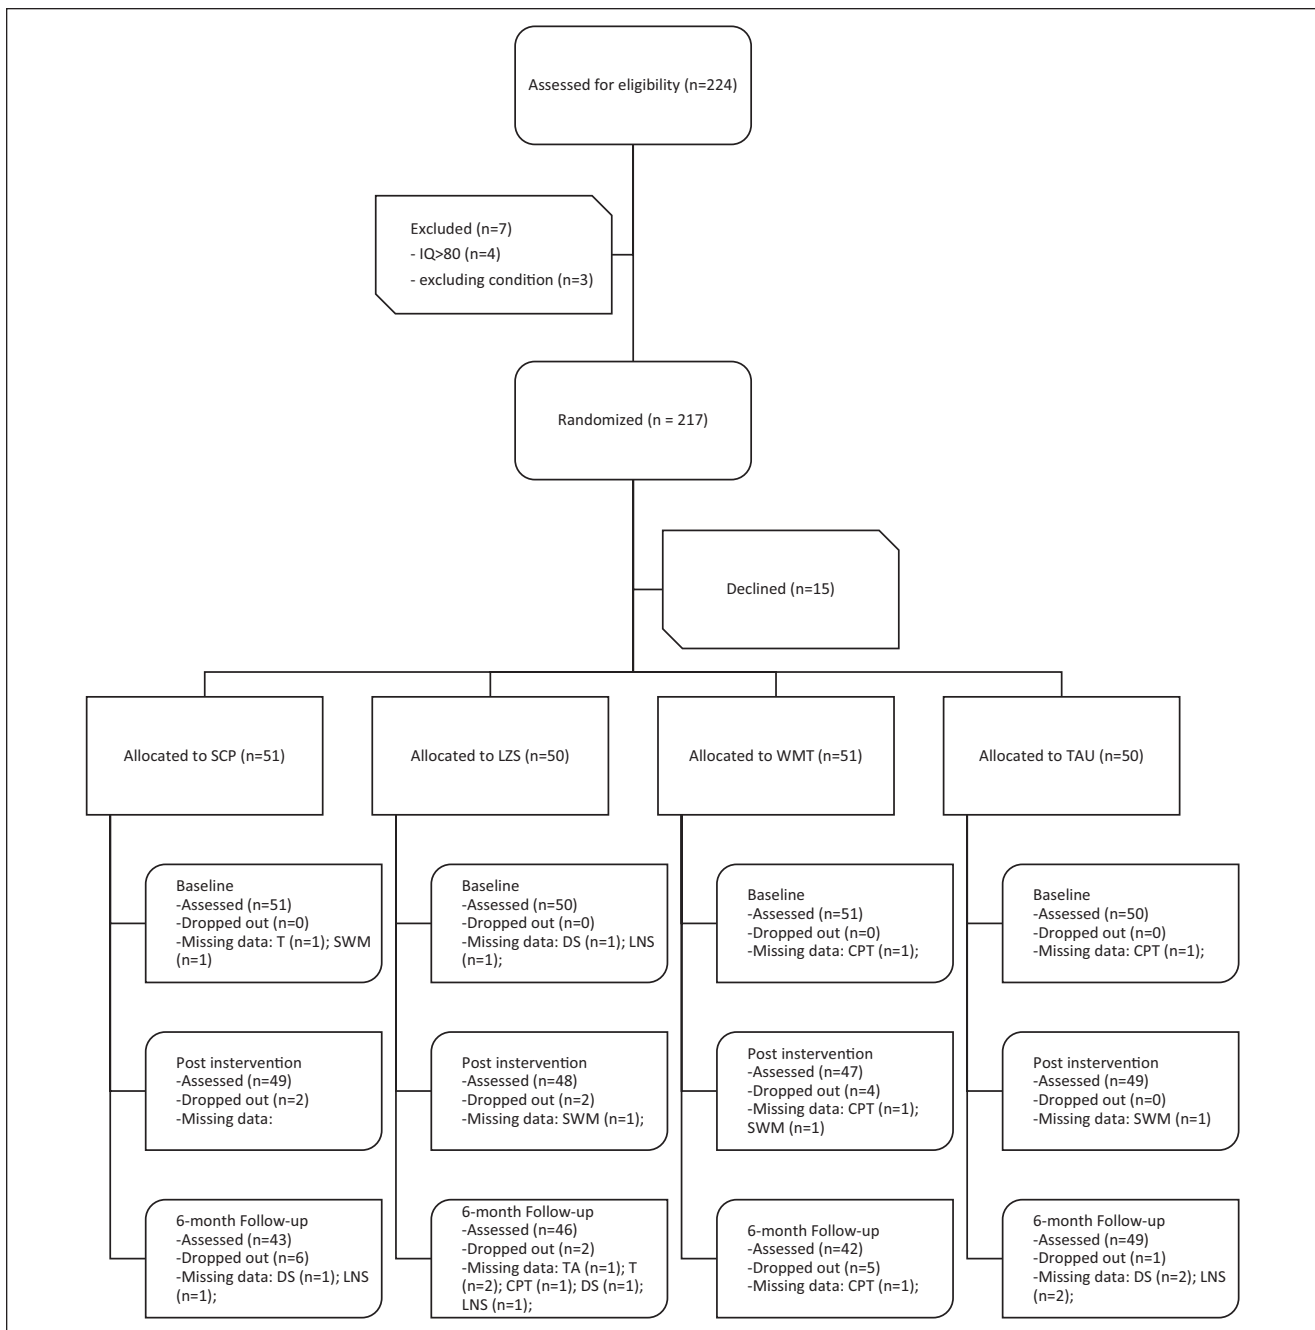 Assessed for eligibility (n=224)
Excluded (n=7)
- IQ>80 (n=4)
- excluding condition (n=3)
Randomized (n = 217)
Declined (n=15)
Allocated to SCP (n=51)
Allocated to LZS (n=50)
Allocated to WMT (n=51)
Allocated to TAU (n=50)
Baseline
-Assessed (n=51)
-Dropped out (n=0)
-Missing data: T (n=1); SWM
(n=1)
Baseline
-Assessed (n=50)
-Dropped out (n=0)
-Missing data: DS (n=1); LNS
(n=1);
Baseline
-Assessed (n=51)
-Dropped out (n=0)
-Missing data: CPT (n=1);
Baseline
-Assessed (n=50)
-Dropped out (n=0)
-Missing data: CPT (n=1);
Post instervention
-Assessed (n=49)
-Dropped out (n=2)
-Missing data:
Post instervention
-Assessed (n=48)
-Dropped out (n=2)
-Missing data: SWM (n=1);
Post instervention
-Assessed (n=47)
-Dropped out (n=4)
-Missing data: CPT (n=1);
SWM (n=1)
Post instervention
-Assessed (n=49)
-Dropped out (n=0)
-Missing data: SWM (n=1)
6-month Follow-up
-Assessed (n=43)
-Dropped out (n=6)
-Missing data: DS (n=1); LNS
(n=1);
6-month Follow-up
-Assessed (n=46)
-Dropped out (n=2)
-Missing data: TA (n=1); T
(n=2); CPT (n=1); DS (n=1);
LNS (n=1);
6-month Follow-up
-Assessed (n=42)
-Dropped out (n=5)
-Missing data: CPT (n=1);
6-month Follow-up
-Assessed (n=49)
-Dropped out (n=1)
-Missing data: DS (n=2); LNS
(n=2);